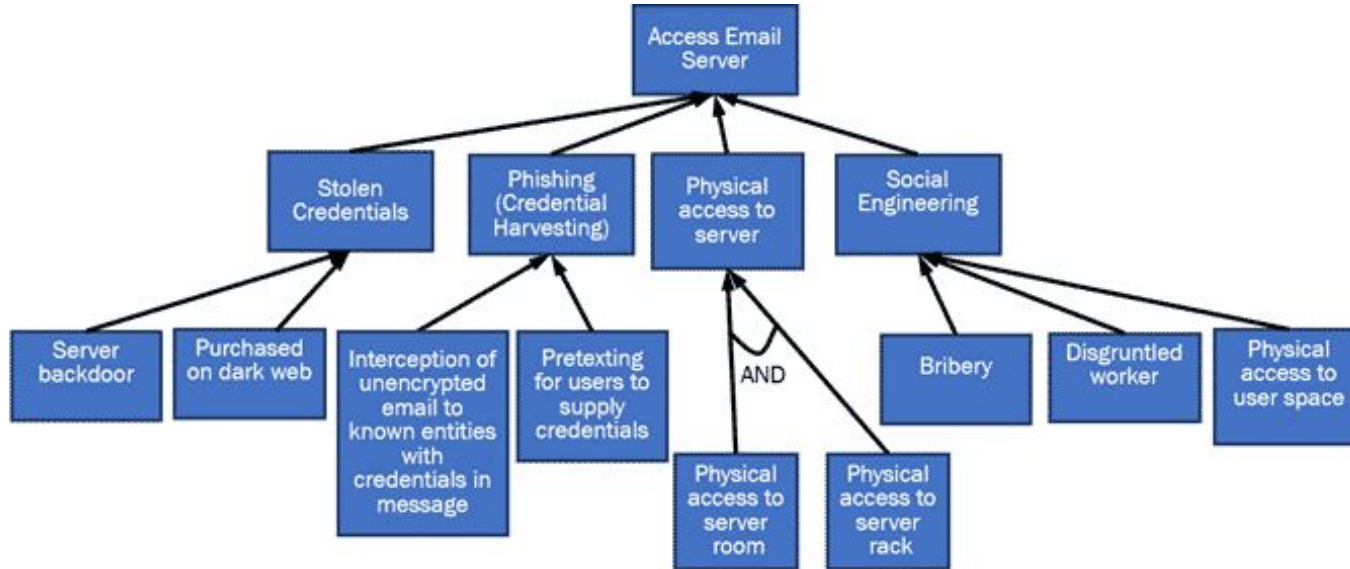 Access Email
Server
Stolen
Credentials
Phishing
(Credential
Harvesting)
Physical
access to
server
Social
Engineering
Server
backdoor
Purchased
on dark web
Interception of
unencrypted
email to
known entities
with
credentials in
message
Pretexting
for users to
supply
credentials
AND
Physical
access to
server
room
Physical
access to
server
rack
Bribery
Disgruntled
worker
Physical
access to
user space